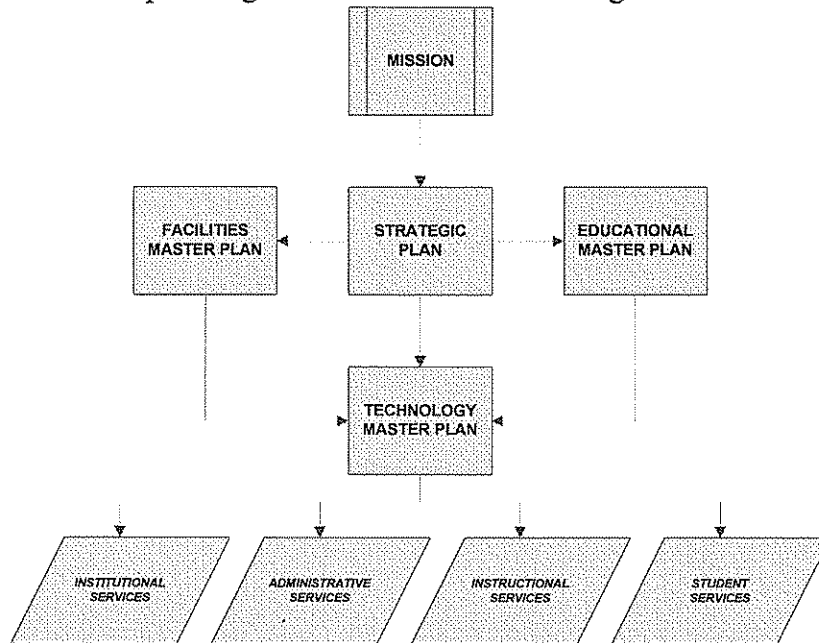 MISSION
FACILITIES
MASTER PLAN
STRATEGIC
PLAN
EDUCATIONAL
MASTER PLAN
TECHNOLOGY
MASTER PLAN
INSTITUTIONAL
SERVICES
ADMINISTRATIVE
SERVICES
INSTRUCTIONAL
SERVICES
STUDENT
SERVICES